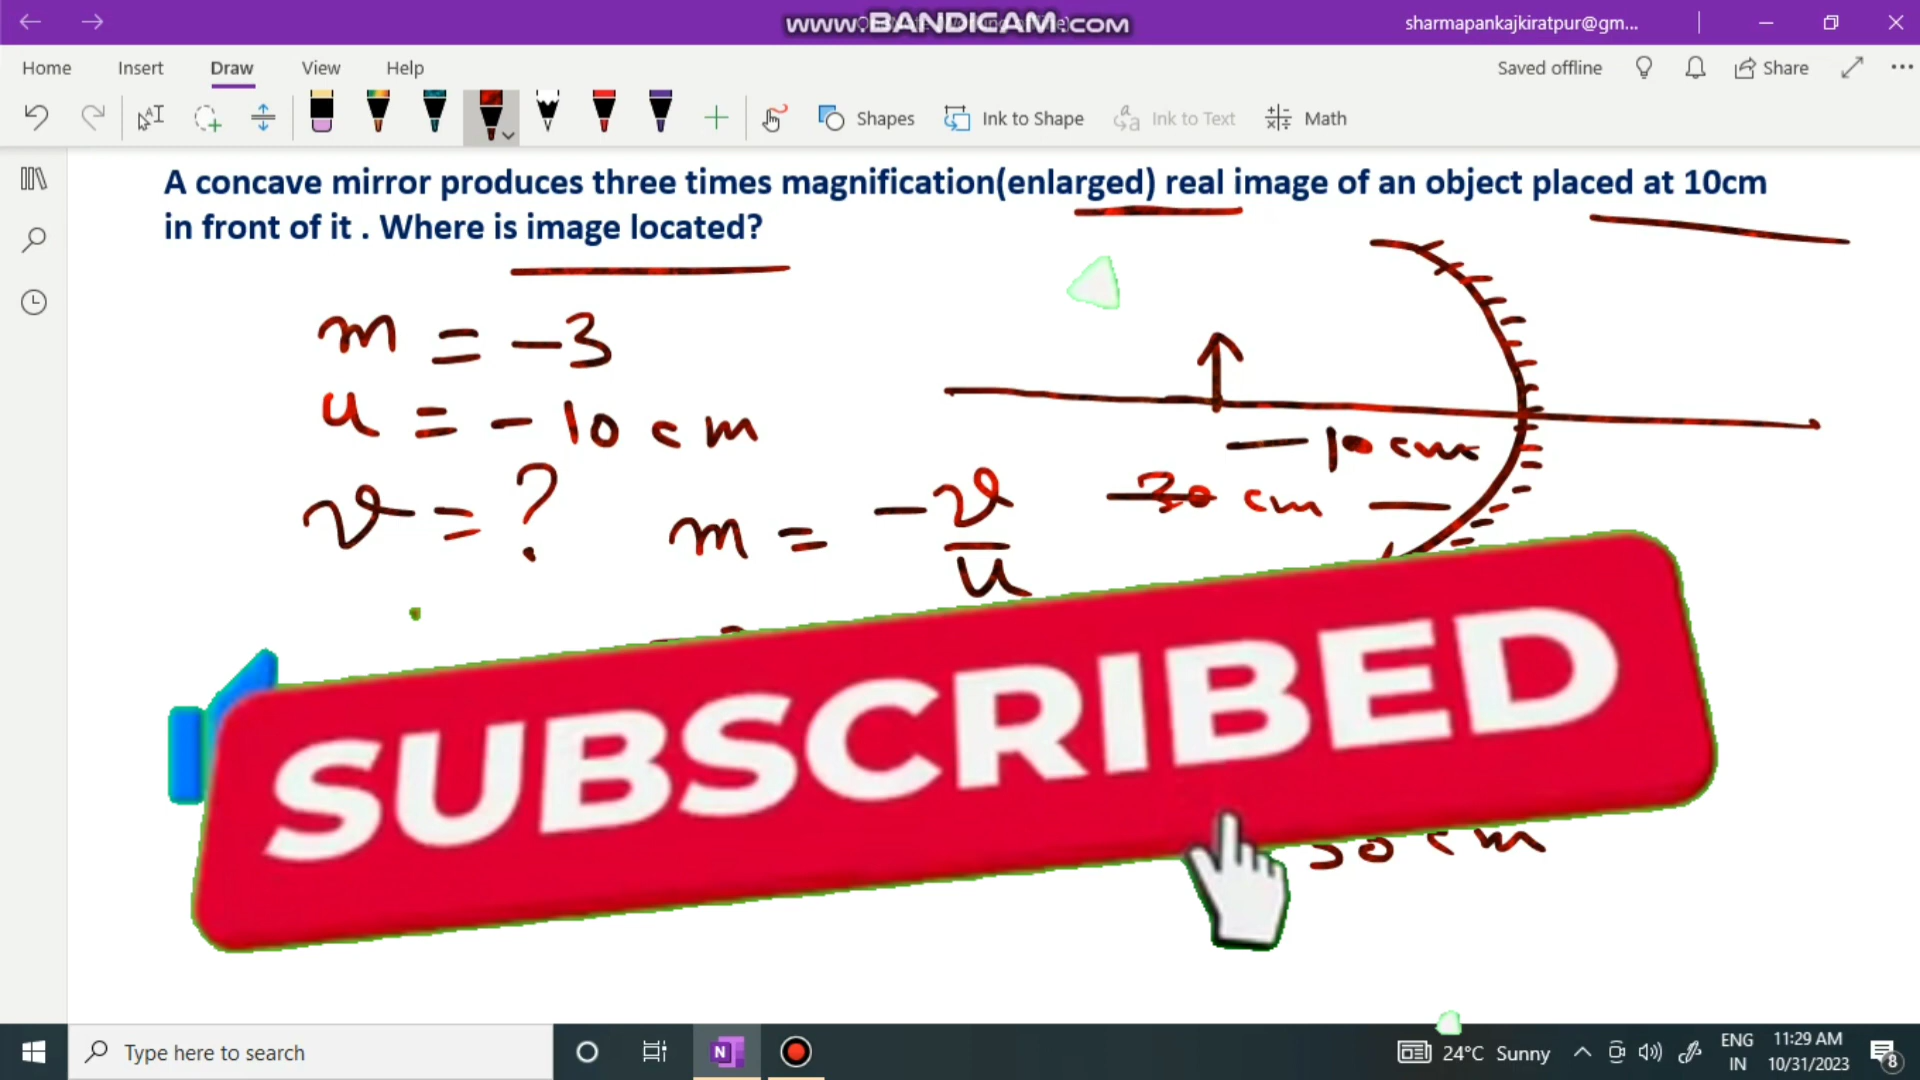 www.BANDICAM.com
sharmapankajkiratpur@gm...
Home Insert Draw View Help
Saved offline
Share
Shapes
Ink to Shape
Ink to Text
Math
A concave mirror produces three times magnification(enlarged) real image of an object placed at 10cm
in front of it . Where is image located?
m = -3
u = - 10 cm
- 10 cm
v = ?
m = -v/u
-30 cm
SUBSCRIBED
30 cm
Type here to search
N
24°C Sunny
ENG
IN
11:29 AM
10/31/2023
8